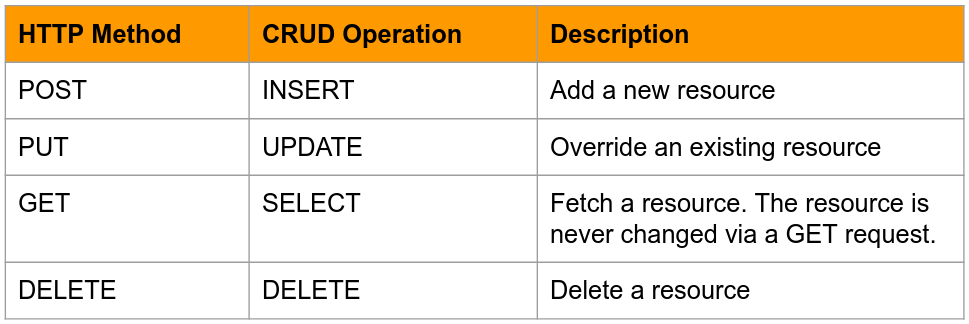 HTTP Method CRUD Operation Description
POST INSERT Add a new resource
PUT UPDATE Override an existing resource
GET SELECT Fetch a resource. The resource is
never changed via a GET request.
DELETE DELETE Delete a resource